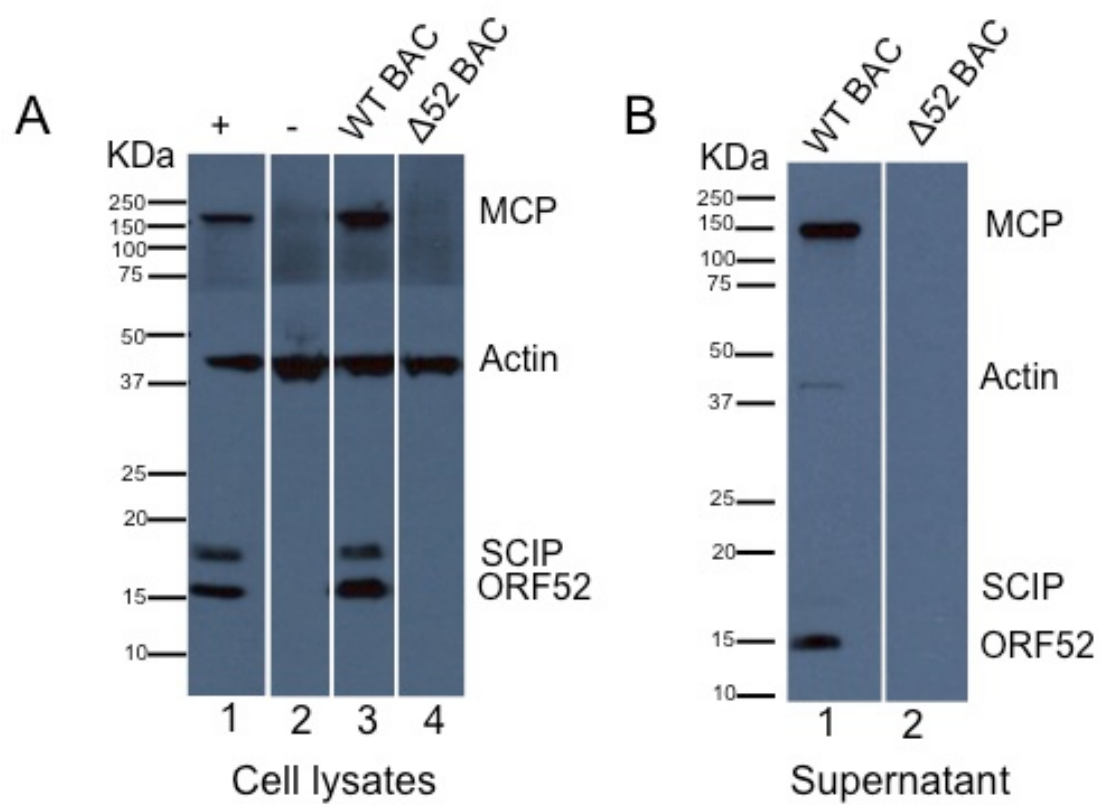 A
KDa
+
-
WT BAC
Δ52 BAC
250
150
100
75
50
37
25
20
15
10
MCP
Actin
SCIP
ORF52
1
2
3
4
Cell lysates
B
KDa
WT BAC
Δ52 BAC
250
150
100
75
50
37
25
20
15
10
MCP
Actin
SCIP
ORF52
1
2
Supernatant